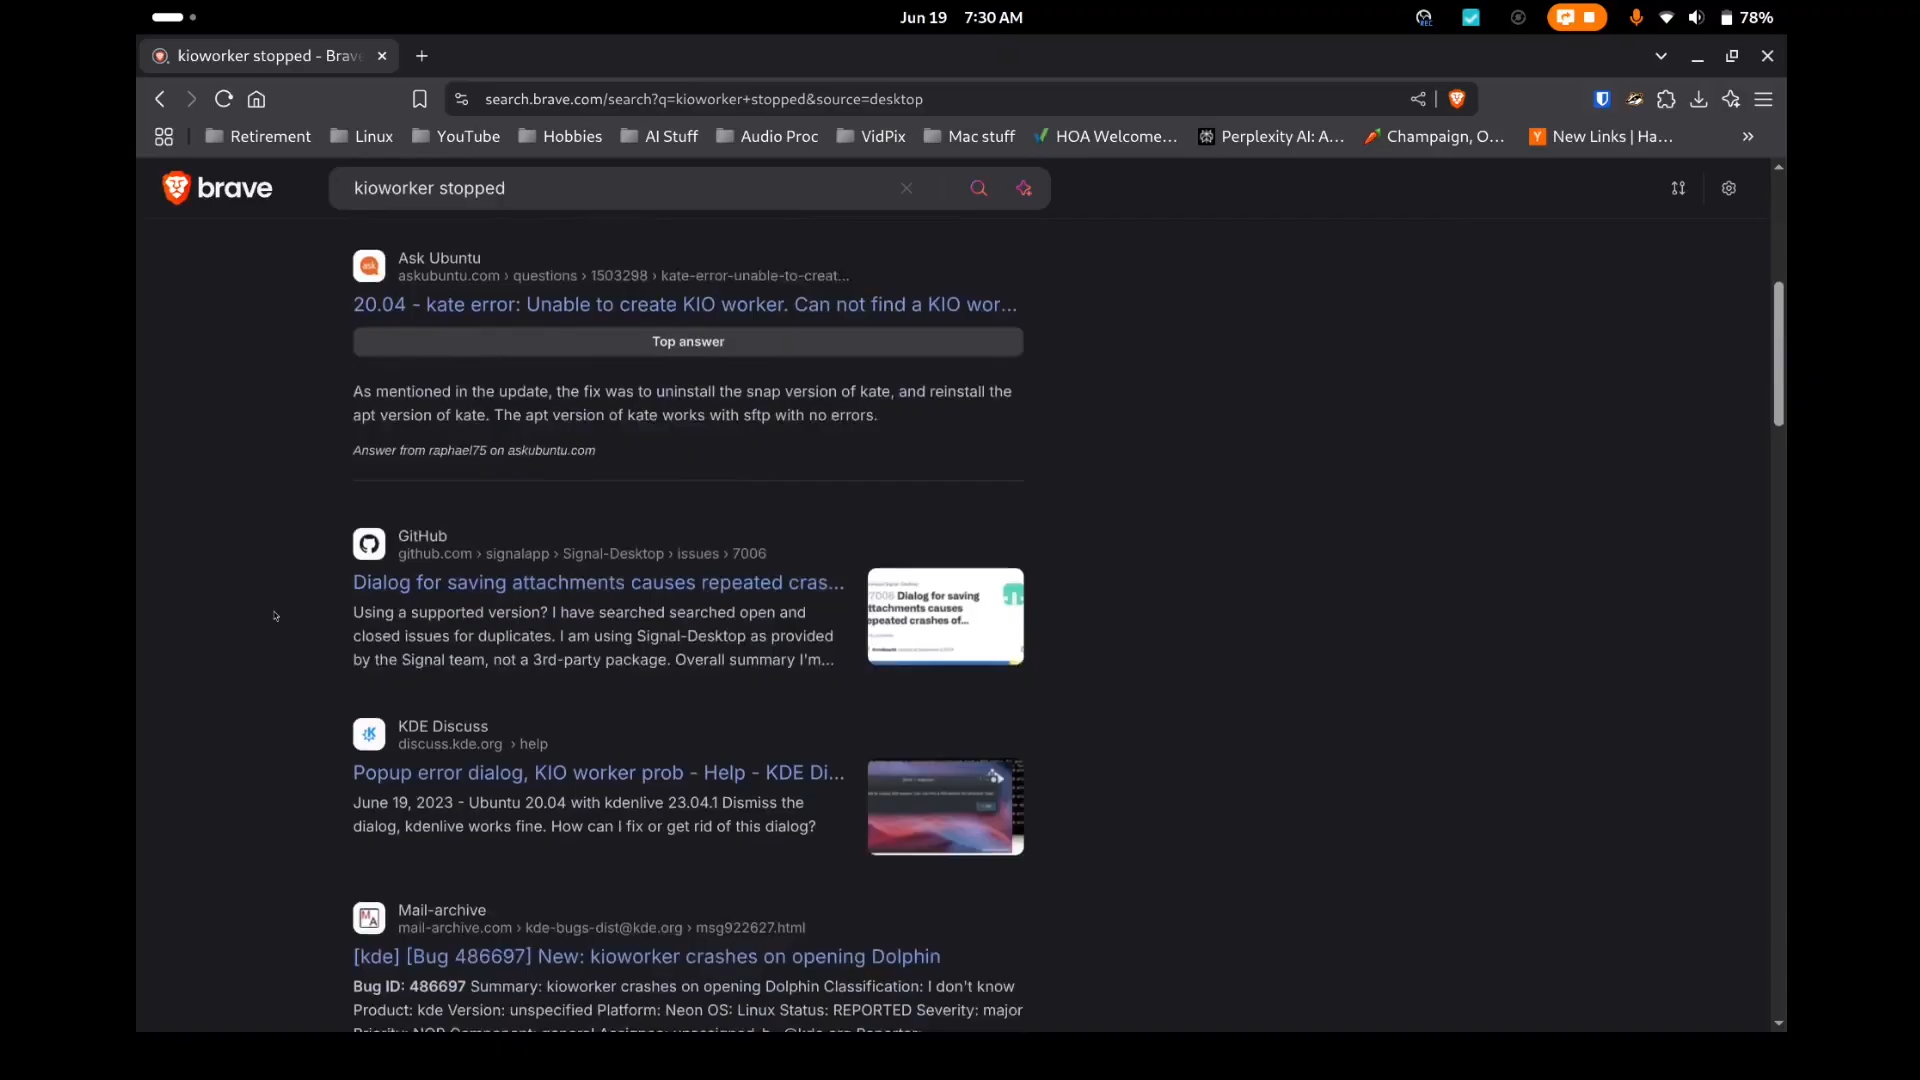 Jun 19 7:30 AM
78%
kioworker stopped - Brav
search.brave.com/search?q=kioworker+stopped&source=desktop
Retirement Linux YouTube Hobbies AI Stuff Audio Proc VidPix Mac stuff HOA Welcome... Perplexity AI: A... Champaign, O... New Links | Ha... »
brave
kioworker stopped
Ask Ubuntu
askubuntu.com › questions › 1503298 › kate-error-unable-to-creat...
20.04 - kate error: Unable to create KIO worker. Can not find a KIO wor...
Top answer
As mentioned in the update, the fix was to uninstall the snap version of kate, and reinstall the
apt version of kate. The apt version of kate works with sftp with no errors.
Answer from raphael75 on askubuntu.com
GitHub
github.com › signalapp › Signal-Desktop › issues › 7006
Dialog for saving attachments causes repeated cras...
Using a supported version? I have searched searched open and
closed issues for duplicates. I am using Signal-Desktop as provided
by the Signal team, not a 3rd-party package. Overall summary I'm...
7006 Dialog for saving
ttachments causes
epeated crashes of...
KDE Discuss
discuss.kde.org › help
Popup error dialog, KIO worker prob - Help - KDE Di...
June 19, 2023 - Ubuntu 20.04 with kdenlive 23.04.1 Dismiss the
dialog, kdenlive works fine. How can I fix or get rid of this dialog?
Mail-archive
mail-archive.com › kde-bugs-dist@kde.org › msg922627.html
[kde] [Bug 486697] New: kioworker crashes on opening Dolphin
Bug ID: 486697 Summary: kioworker crashes on opening Dolphin Classification: I don't know
Product: kde Version: unspecified Platform: Neon OS: Linux Status: REPORTED Severity: major